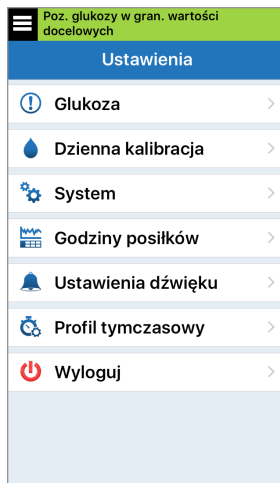 Poz. glukozy w gran. wartości
docelowych
Ustawienia
Glukoza
Dzienna kalibracja
System
Godziny posiłków
Ustawienia dźwięku
Profil tymczasowy
Wyloguj